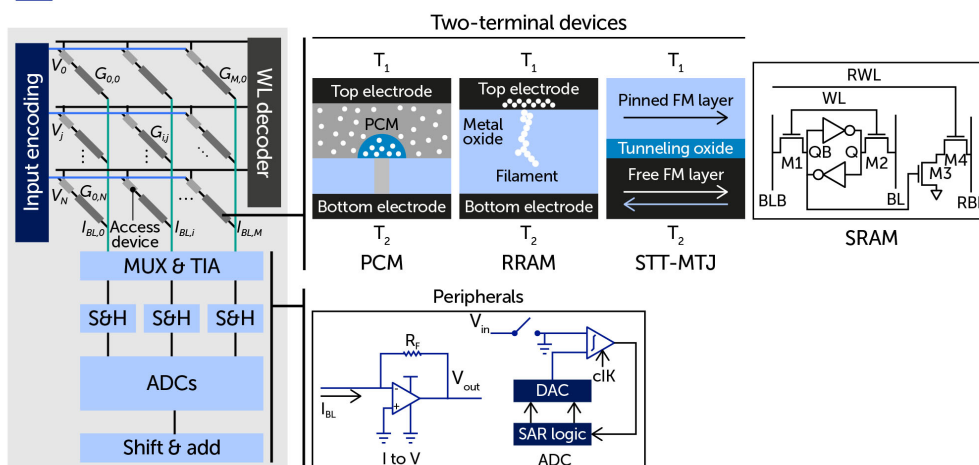 Two-terminal devices
Input encoding
WL decoder
V0
G0,0
GM,0
Vj
Gi,j
VN
G0,N
...
IBL,0
Access device
IBL,i
IBL,M
MUX & TIA
S&H
S&H
S&H
ADCs
Shift & add
T1
Top electrode
PCM
Bottom electrode
T2
PCM
T1
Top electrode
Metal
oxide
Filament
Bottom electrode
T2
RRAM
T1
Pinned FM layer
Tunneling oxide
Free FM layer
T2
STT-MTJ
RWL
WL
M1
QB
Q
M2
M4
M3
BLB
BL
RBL
SRAM
Peripherals
RF
IBL
-
+
Vout
I to V
Vin
∫
clK
DAC
SAR logic
ADC